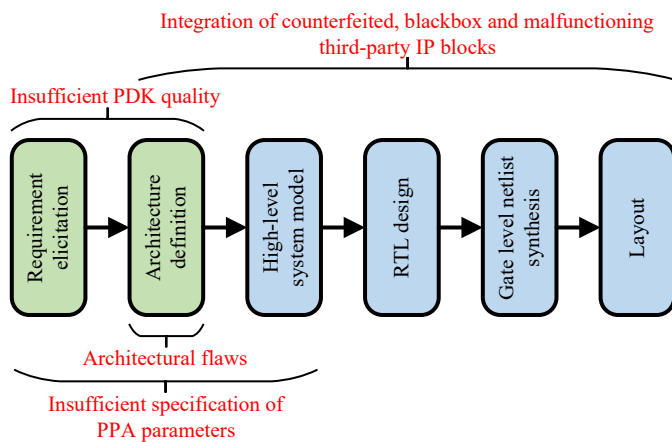 Integration of counterfeited, blackbox and malfunctioning
third-party IP blocks
Insufficient PDK quality
Requirement
elicitation
Architecture
definition
High-level
system model
RTL design
Gate level netlist
synthesis
Layout
Architectural flaws
Insufficient specification of
PPA parameters